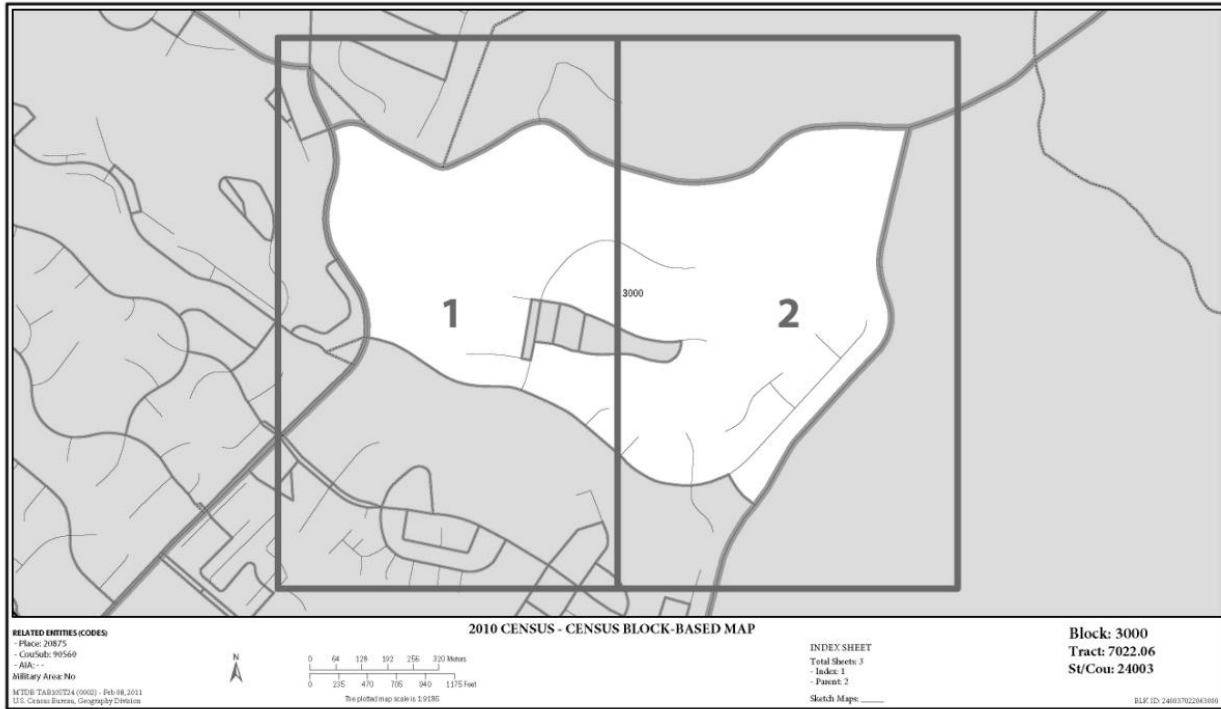 1
3000
2
2010 CENSUS - CENSUS BLOCK-BASED MAP
RELATED ENTITIES (CODES)
- Place: 20875
- CouSub: 90560
- AIA: - -
Military Area: No
MTDB TAB10ST24 (0002) - Feb 08, 2011
U.S. Census Bureau, Geography Division
N
0 64 128 192 256 320 Meters
0 235 470 705 940 1175 Feet
The plotted map scale is 1:9185
INDEX SHEET
Total Sheets: 3
- Index: 1
- Parent: 2
Sketch Maps: _____
Block: 3000
Tract: 7022.06
St/Cou: 24003
BLK ID: 240037022063000